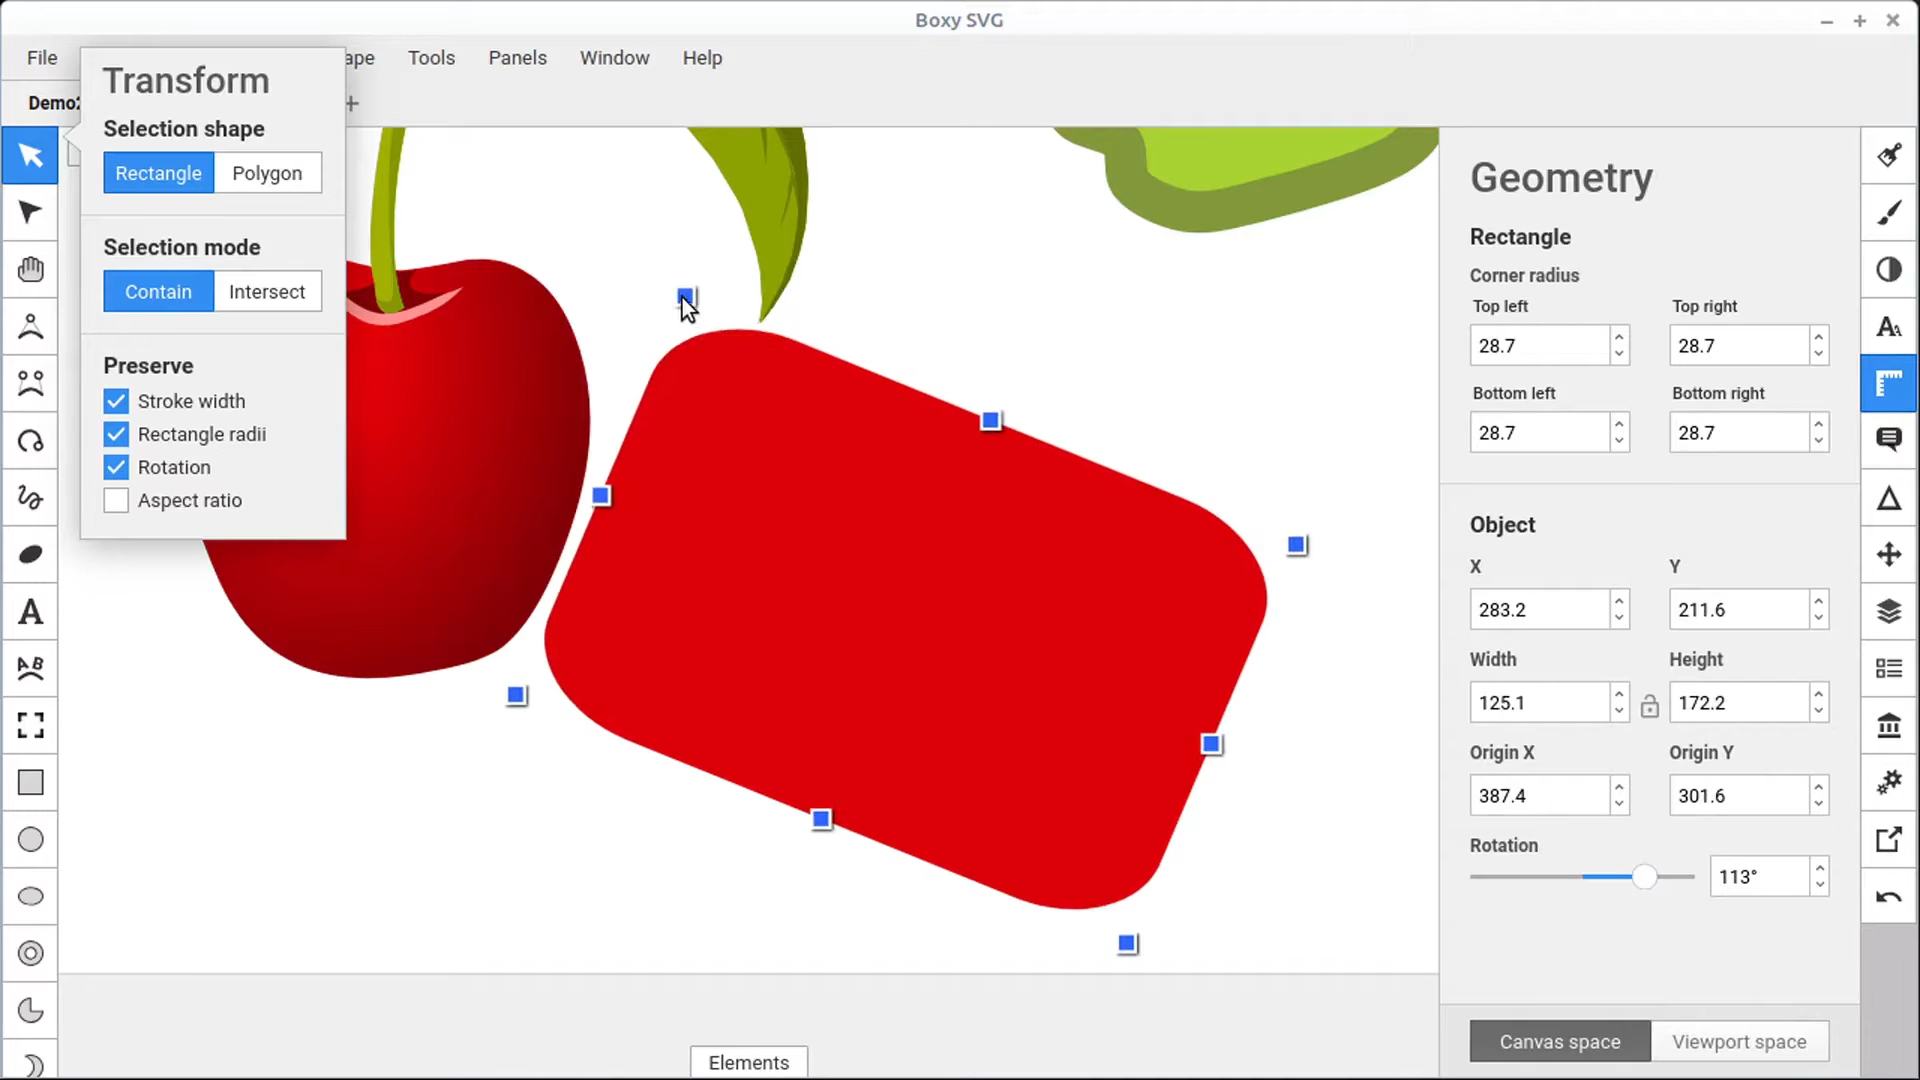 Boxy SVG
File
ape
Tools
Panels
Window
Help
Transform
Demo2
+
Selection shape
Rectangle
Polygon
Selection mode
Contain
Intersect
Preserve
Stroke width
Rectangle radii
Rotation
Aspect ratio
A
AB
Geometry
Rectangle
Corner radius
Top left
Top right
28.7
28.7
Bottom left
Bottom right
28.7
28.7
Object
X
Y
283.2
211.6
Width
Height
125.1
172.2
Origin X
Origin Y
387.4
301.6
Rotation
113°
Canvas space
Viewport space
AA
Elements